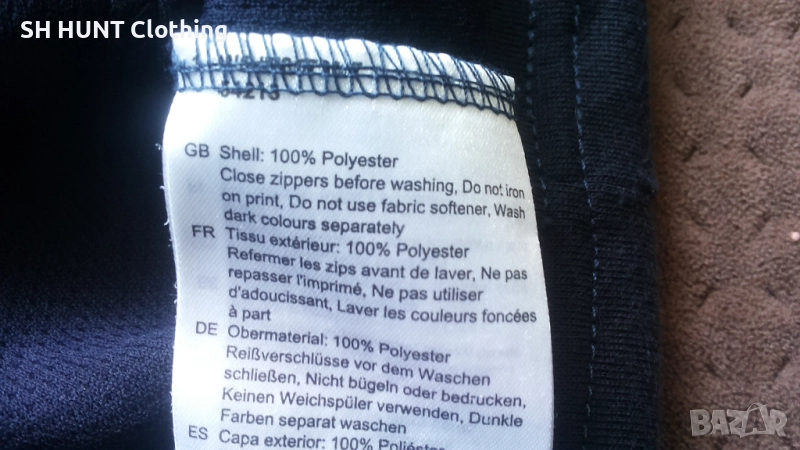 SH HUNT Clothing
GB Shell: 100% Polyester
Close zippers before washing, Do not iron
on print, Do not use fabric softener, Wash
dark colours separately
FR Tissu extérieur: 100% Polyester
Refermer les zips avant de laver, Ne pas
repasser l'imprimé, Ne pas utiliser
d'adoucissant, Laver les couleurs foncées
à part
DE Obermaterial: 100% Polyester
Reißverschlüsse vor dem Waschen
schließen, Nicht bügeln oder bedrucken,
Keinen Weichspüler verwenden, Dunkle
Farben separat waschen
ES Capa exterior: 100%
BAZAR